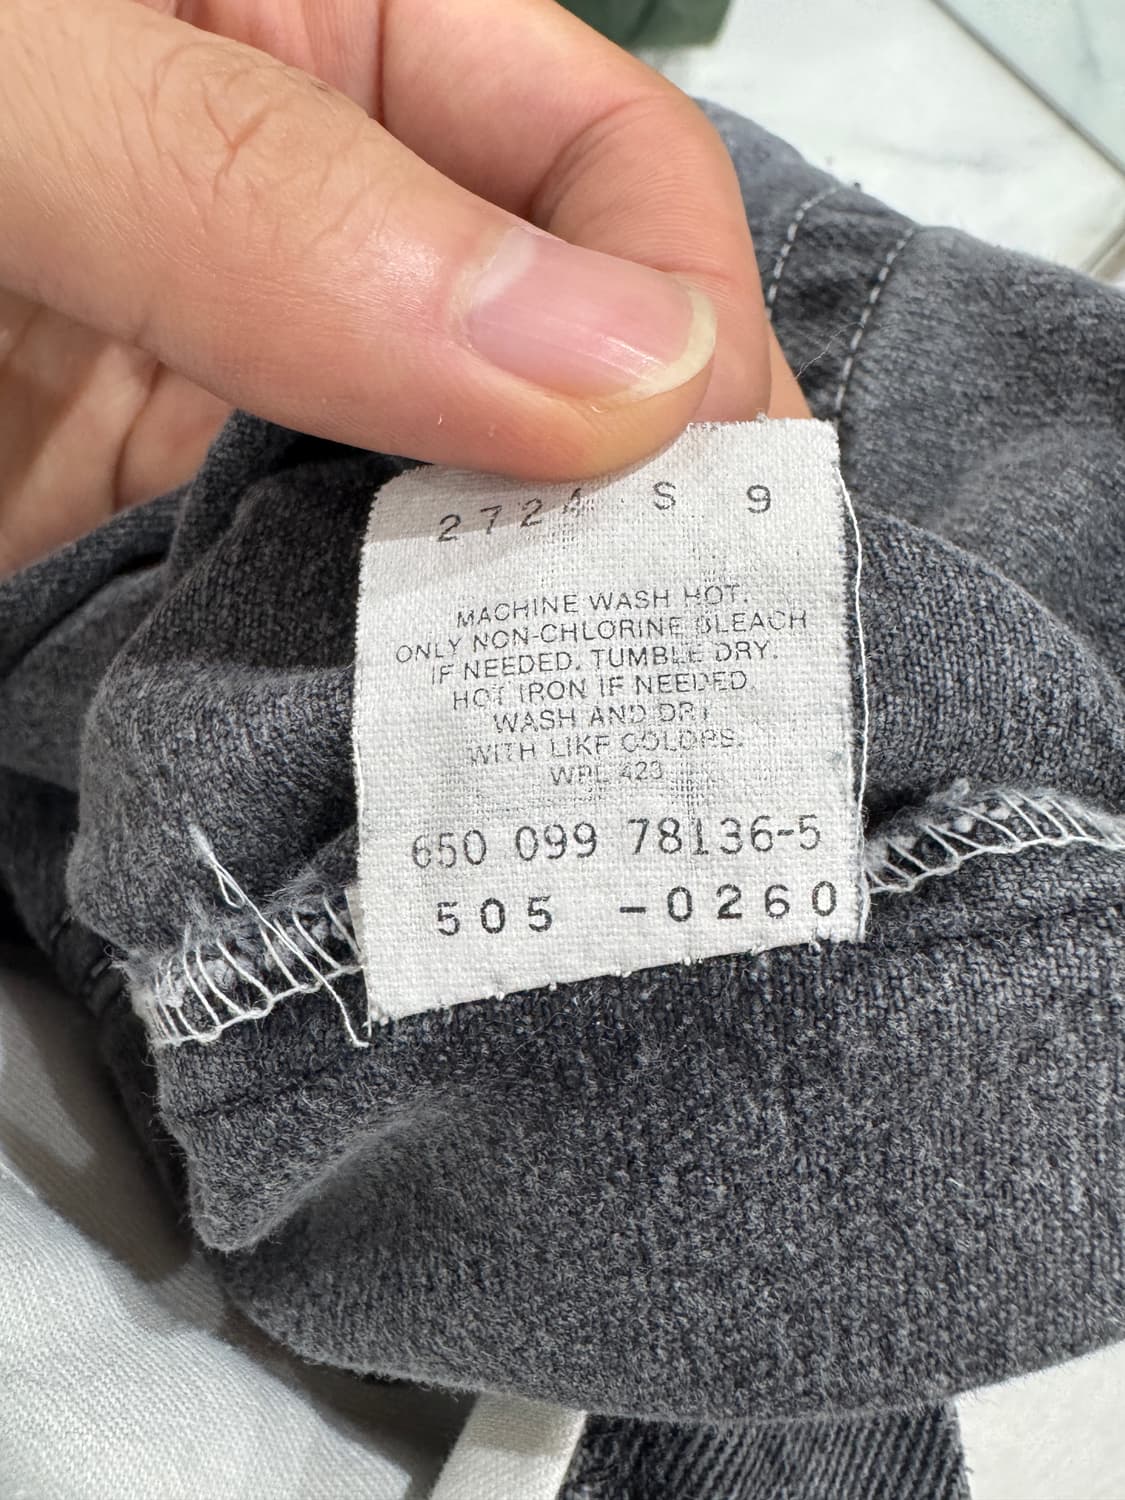 2724 S 9
MACHINE WASH HOT.
ONLY NON-CHLORINE BLEACH
IF NEEDED. TUMBLE DRY.
HOT IRON IF NEEDED.
WASH AND DRY
WITH LIKE COLORS.
WPL 423
650 099 78136-5
505 -0260